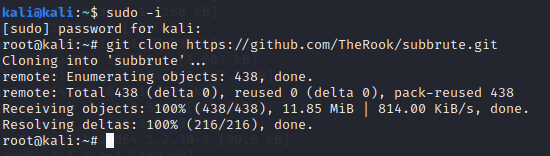 kali@kali:~$ sudo -i
[sudo] password for kali:
root@kali:~# git clone https://github.com/TheRook/subbrute.git
Cloning into 'subbrute'...
remote: Enumerating objects: 438, done.
remote: Total 438 (delta 0), reused 0 (delta 0), pack-reused 438
Receiving objects: 100% (438/438), 11.85 MiB | 814.00 KiB/s, done.
Resolving deltas: 100% (216/216), done.
root@kali:~#